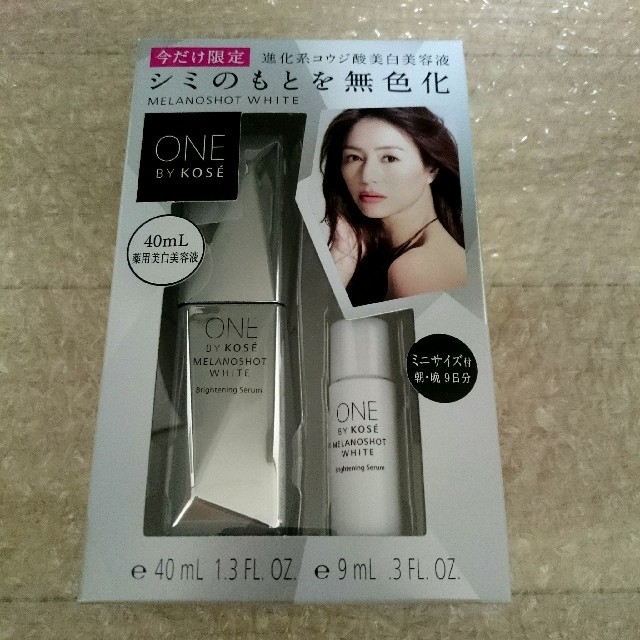 今だけ限定 進化系コウジ酸美白美容液
シミのもとを無色化
MELANOSHOT WHITE
ONE
BY KOSÉ
40mL
薬用美白美容液
ONE
BY KOSÉ
MELANOSHOT
WHITE
Brightening Serum
ミニサイズ付
朝・晩 9日分
ONE
BY KOSÉ
MELANOSHOT
WHITE
Brightening Serum
e 40 mL 1.3 FL. OZ. e 9 mL .3 FL. OZ.